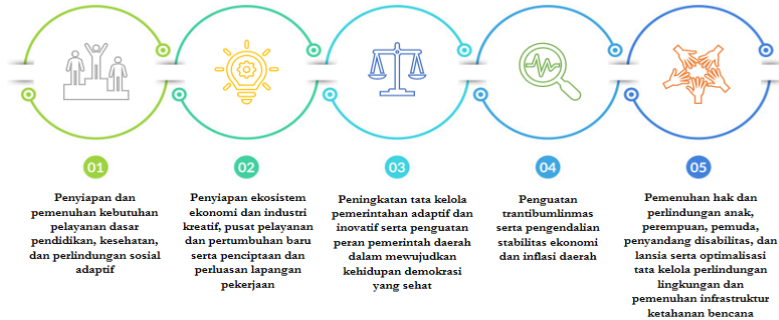 01
Penyiapan dan
pemenuhan kebutuhan
pelayanan dasar
pendidikan, kesehatan,
dan perlindungan sosial
adaptif
02
Penyiapan ekosistem
ekonomi dan industri
kreatif, pusat pelayanan
dan pertumbuhan baru
serta penciptaan dan
perluasan lapangan
pekerjaan
03
Peningkatan tata kelola
pemerintahan adaptif dan
inovatif serta penguatan
peran pemerintah daerah
dalam mewujudkan
kehidupan demokrasi
yang sehat
04
Penguatan
trantibumlinmas
serta pengendalian
stabilitas ekonomi
dan inflasi daerah
05
Pemenuhan hak dan
perlindungan anak,
perempuan, pemuda,
penyandang disabilitas, dan
lansia serta optimalisasi
tata kelola perlindungan
lingkungan dan
pemenuhan infrastruktur
ketahanan bencana